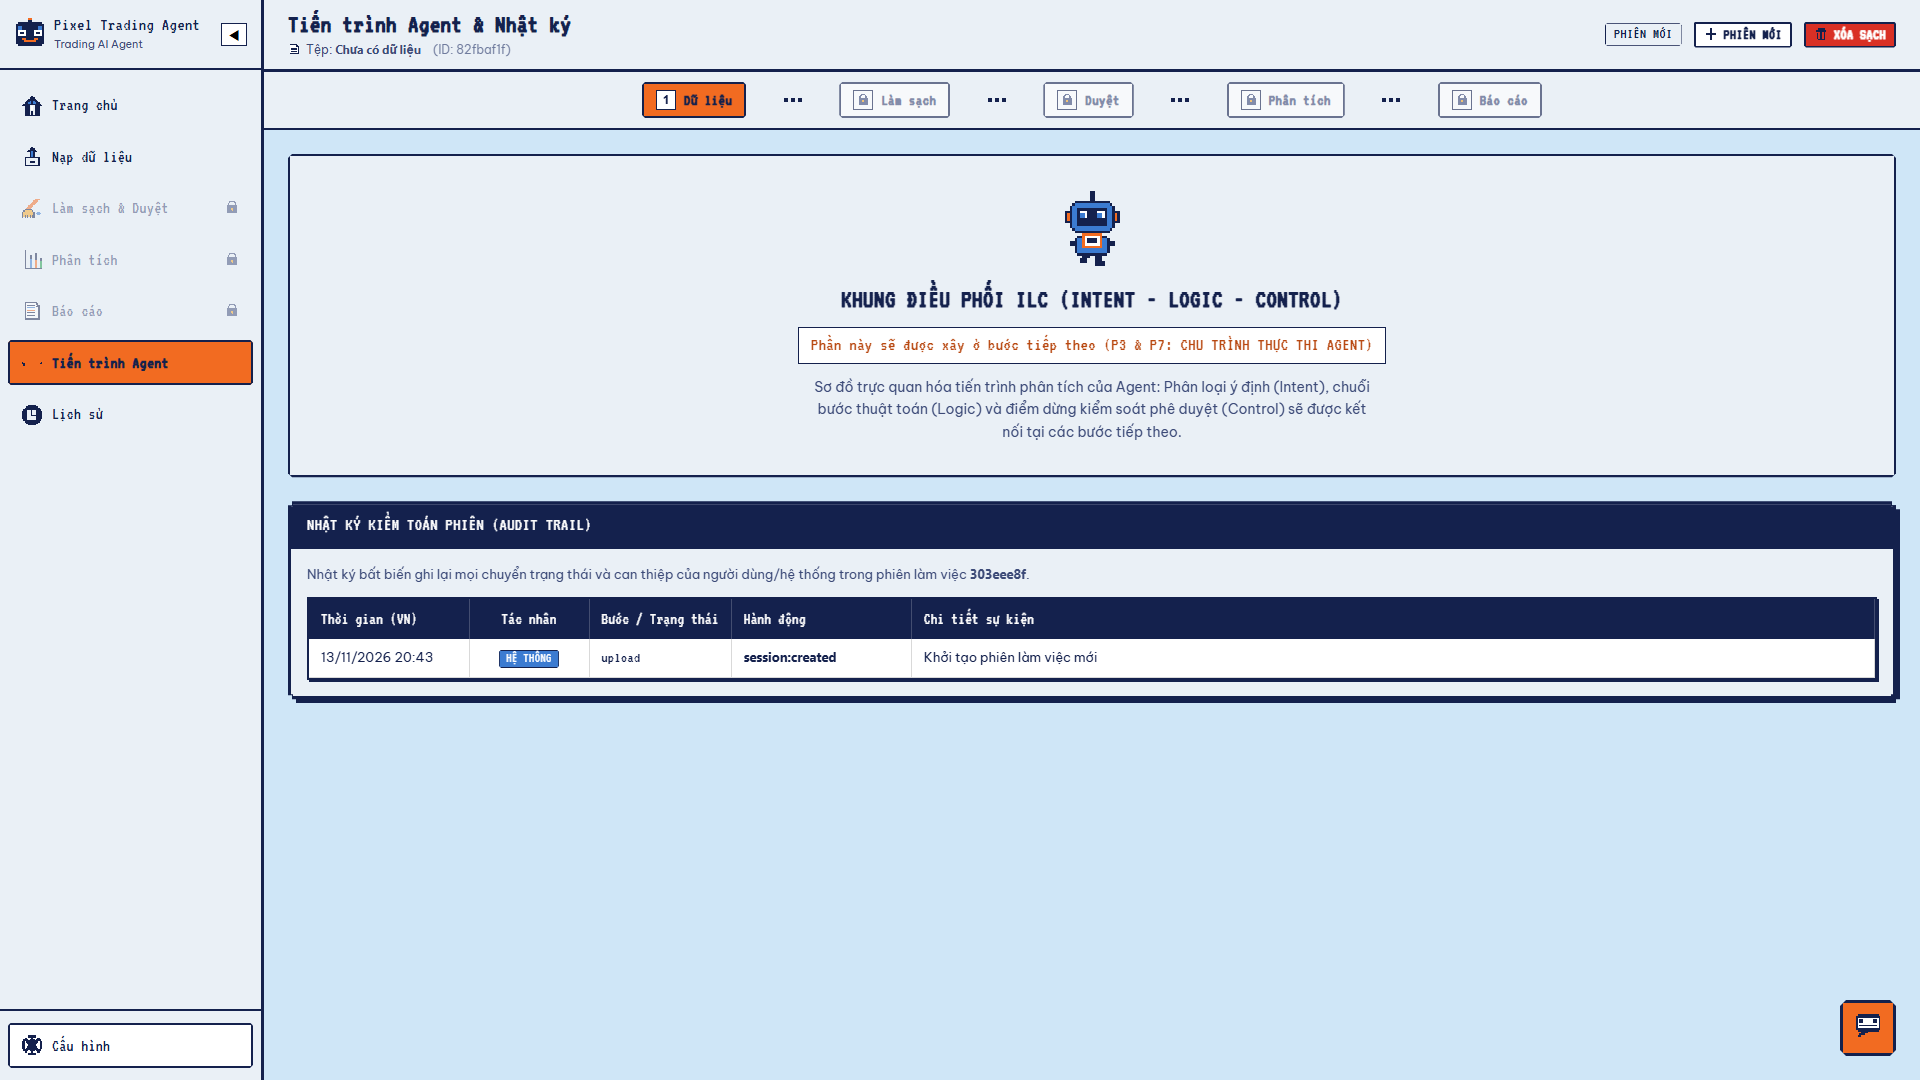 Pixel Trading Agent
Trading AI Agent
Trang chủ
Nạp dữ liệu
Làm sạch & Duyệt
Phân tích
Báo cáo
Tiến trình Agent
Lịch sử
Cấu hình
Tiến trình Agent & Nhật ký
Tệp: Chưa có dữ liệu (ID: 82fbaf1f)
PHIÊN MỚI
PHIÊN MỚI
XÓA SẠCH
1 Dữ liệu
Làm sạch
Duyệt
Phân tích
Báo cáo
KHUNG ĐIỀU PHỐI ILC (INTENT - LOGIC - CONTROL)
Phần này sẽ được xây ở bước tiếp theo (P3 & P7: CHU TRÌNH THỰC THI AGENT)
Sơ đồ trực quan hóa tiến trình phân tích của Agent: Phân loại ý định (Intent), chuỗi
bước thuật toán (Logic) và điểm dừng kiểm soát phê duyệt (Control) sẽ được kết
nối tại các bước tiếp theo.
NHẬT KÝ KIỂM TOÁN PHIÊN (AUDIT TRAIL)
Nhật ký bất biến ghi lại mọi chuyển trạng thái và can thiệp của người dùng/hệ thống trong phiên làm việc 303eee8f.
Thời gian (VN) Tác nhân Bước / Trạng thái Hành động Chi tiết sự kiện
13/11/2026 20:43 HỆ THỐNG upload session:created Khởi tạo phiên làm việc mới